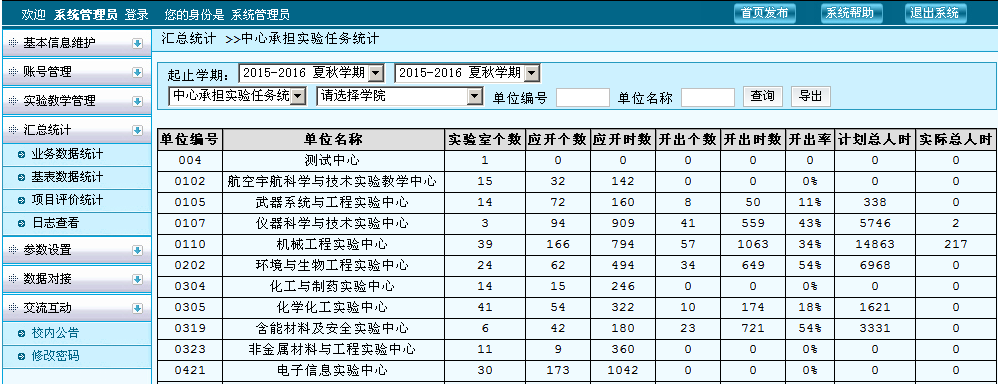 欢迎 系统管理员 登录 您的身份是 系统管理员 首页发布 系统帮助 退出系统
基本信息维护
账号管理
实验教学管理
汇总统计
业务数据统计
基表数据统计
项目评价统计
日志查看
参数设置
数据对接
交流互动
校内公告
修改密码
汇总统计 >>中心承担实验任务统计
起止学期： 2015-2016 夏秋学期 2015-2016 夏秋学期
中心承担实验任务统 请选择学院 单位编号 单位名称 查询 导出
单位编号 单位名称 实验室个数 应开个数 应开时数 开出个数 开出时数 开出率 计划总人时 实际总人时
004 测试中心 1 0 0 0 0 0 0 0
0102 航空宇航科学与技术实验教学中心 15 32 142 0 0 0% 0 0
0105 武器系统与工程实验中心 14 72 160 8 50 11% 338 0
0107 仪器科学与技术实验中心 3 94 909 41 559 43% 5746 2
0110 机械工程实验中心 39 166 794 57 1063 34% 14863 217
0202 环境与生物工程实验中心 24 62 494 34 649 54% 6968 0
0304 化工与制药实验中心 14 15 246 0 0 0% 0 0
0305 化学化工实验中心 41 54 322 10 174 18% 1621 0
0319 含能材料及安全实验中心 6 42 180 23 721 54% 3331 0
0323 非金属材料与工程实验中心 11 9 360 0 0 0% 0 0
0421 电子信息实验中心 30 173 1042 0 0 0% 0 0